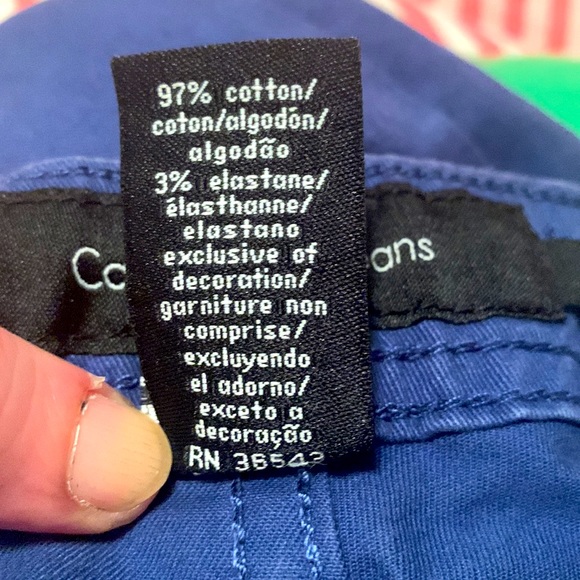 97% cotton/
coton/algodón/
algodão
3% elastane/
élasthanne/
elastano
exclusive of
decoration/
garniture non
comprise/
excluyendo
el adorno/
exceto a
decoração
RN 36543